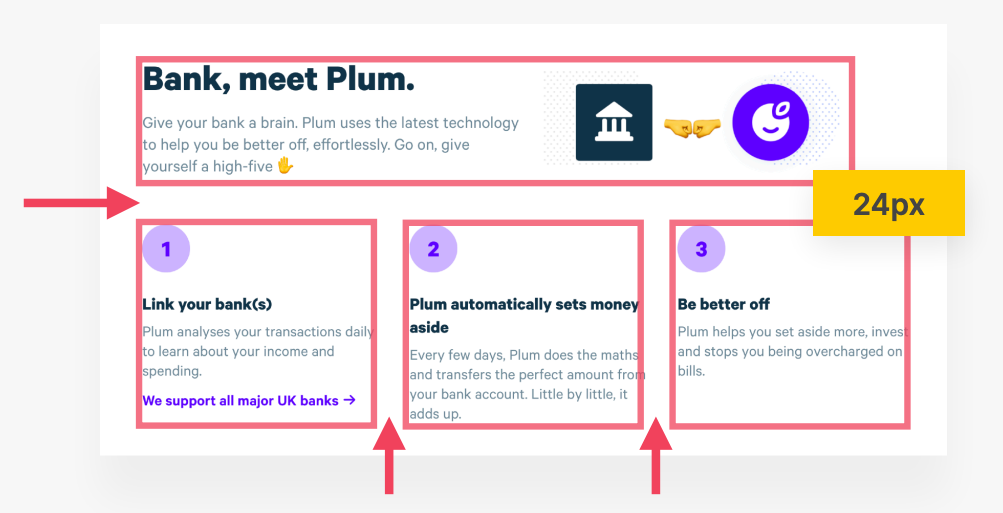 Bank, meet Plum.
Give your bank a brain. Plum uses the latest technology
to help you be better off, effortlessly. Go on, give
yourself a high-five ✋
24px
1
Link your bank(s)
Plum analyses your transactions daily
to learn about your income and
spending.
We support all major UK banks →
2
Plum automatically sets money
aside
Every few days, Plum does the maths
and transfers the perfect amount from
your bank account. Little by little, it
adds up.
3
Be better off
Plum helps you set aside more, invest
and stops you being overcharged on
bills.